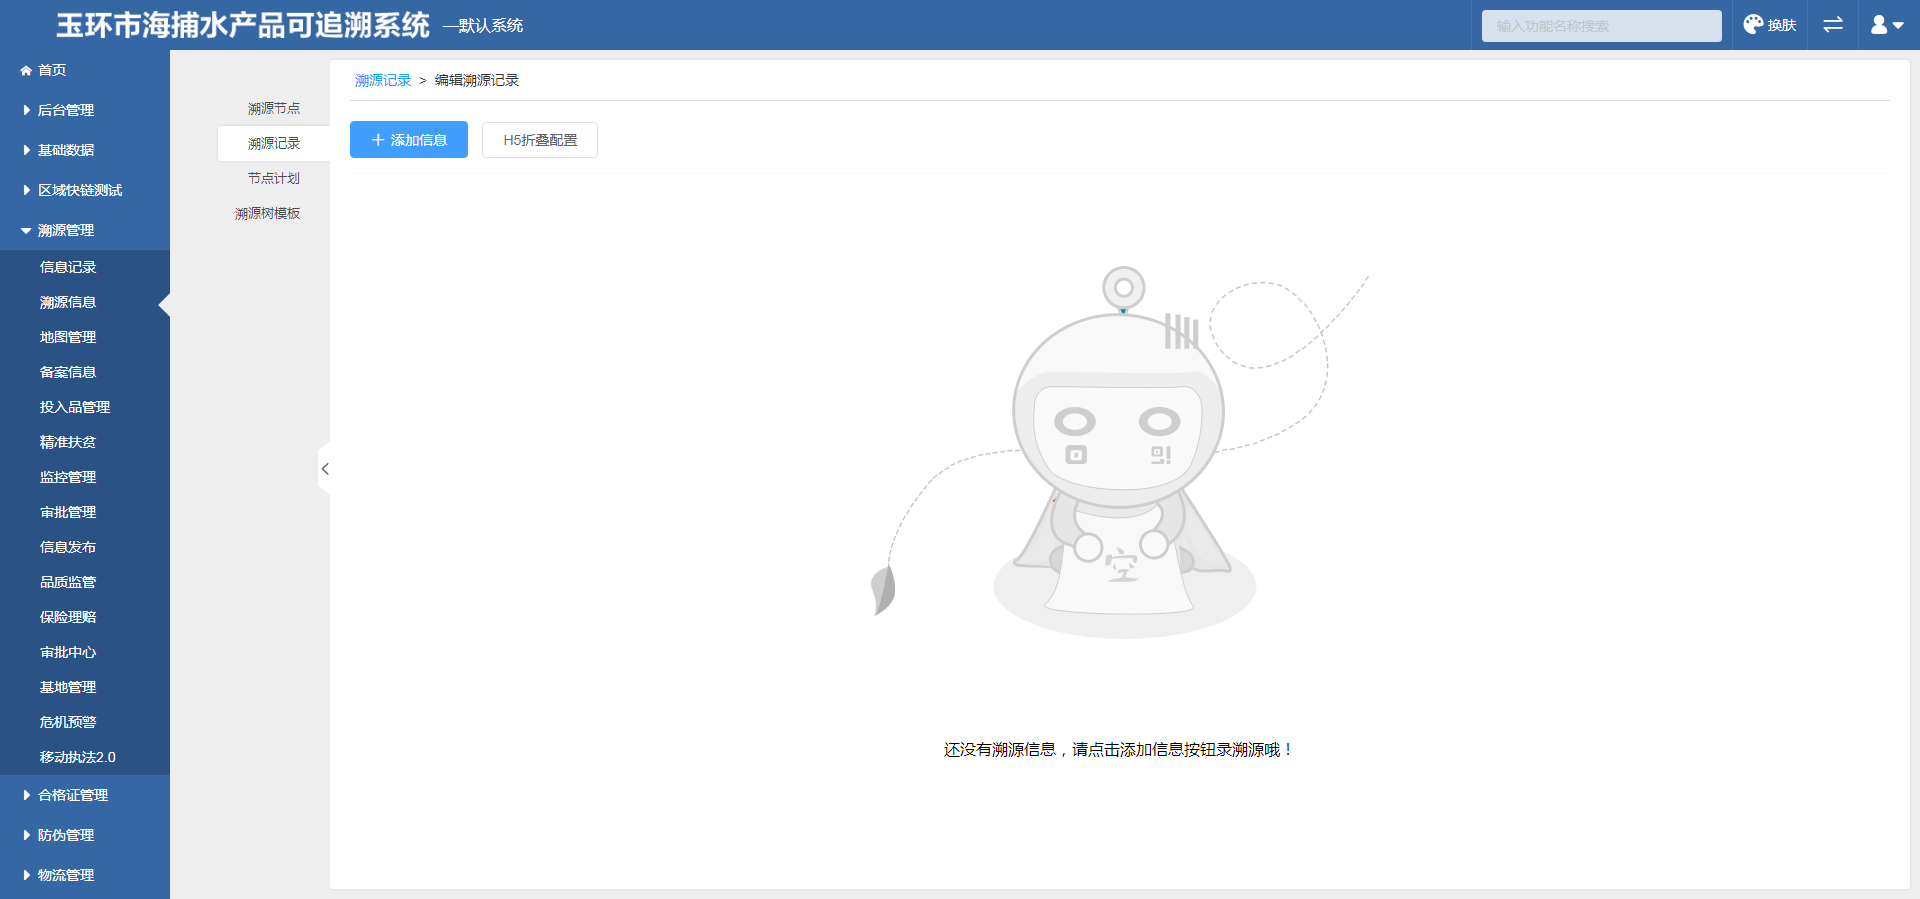 玉环市海捕水产品可追溯系统 —默认系统
输入功能名称搜索
换肤
首页
后台管理
基础数据
区域快链测试
溯源管理
信息记录
溯源信息
地图管理
备案信息
投入品管理
精准扶贫
监控管理
审批管理
信息发布
品质监管
保险理赔
审批中心
基地管理
危机预警
移动执法2.0
合格证管理
防伪管理
物流管理
溯源节点
溯源记录
节点计划
溯源树模板
溯源记录 > 编辑溯源记录
添加信息
H5折叠配置
空
还没有溯源信息，请点击添加信息按钮录溯源哦！